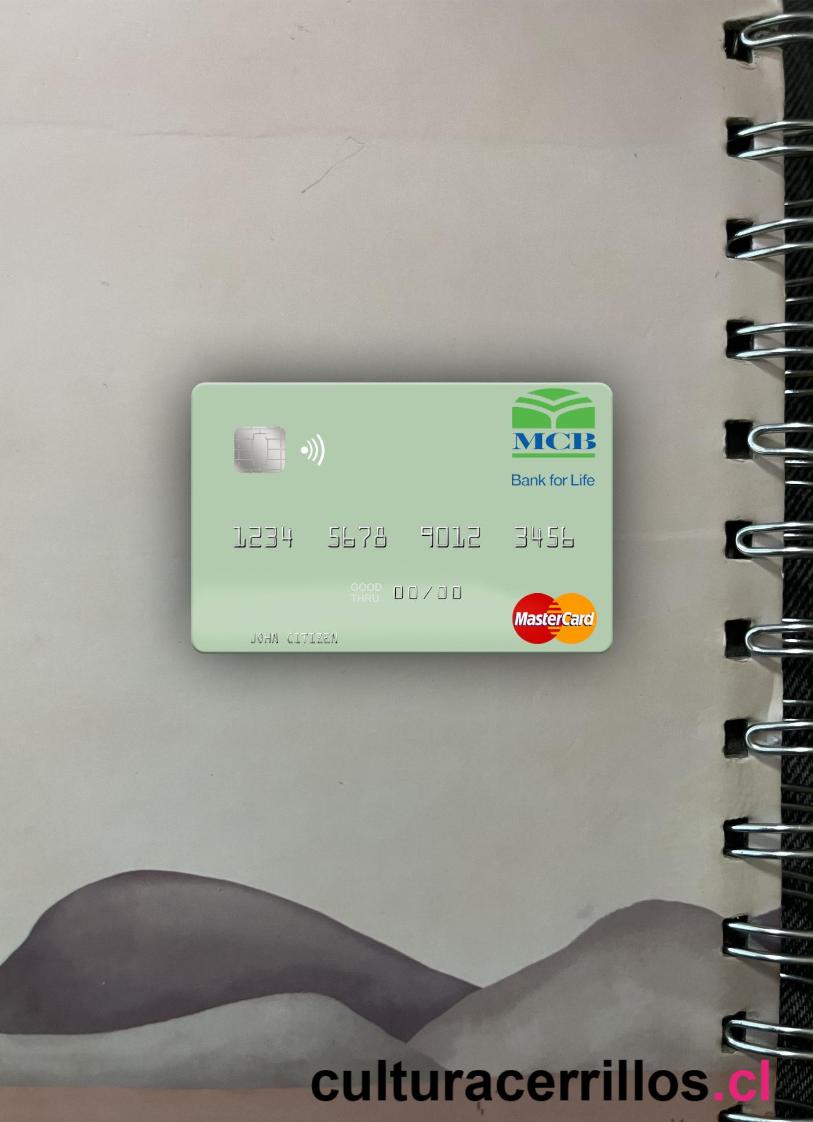 MCB
Bank for Life
1234 5678 9012 3456
GOOD
THRU 00/00
MasterCard
JOHN CITIZEN
culturacerrillos.cl